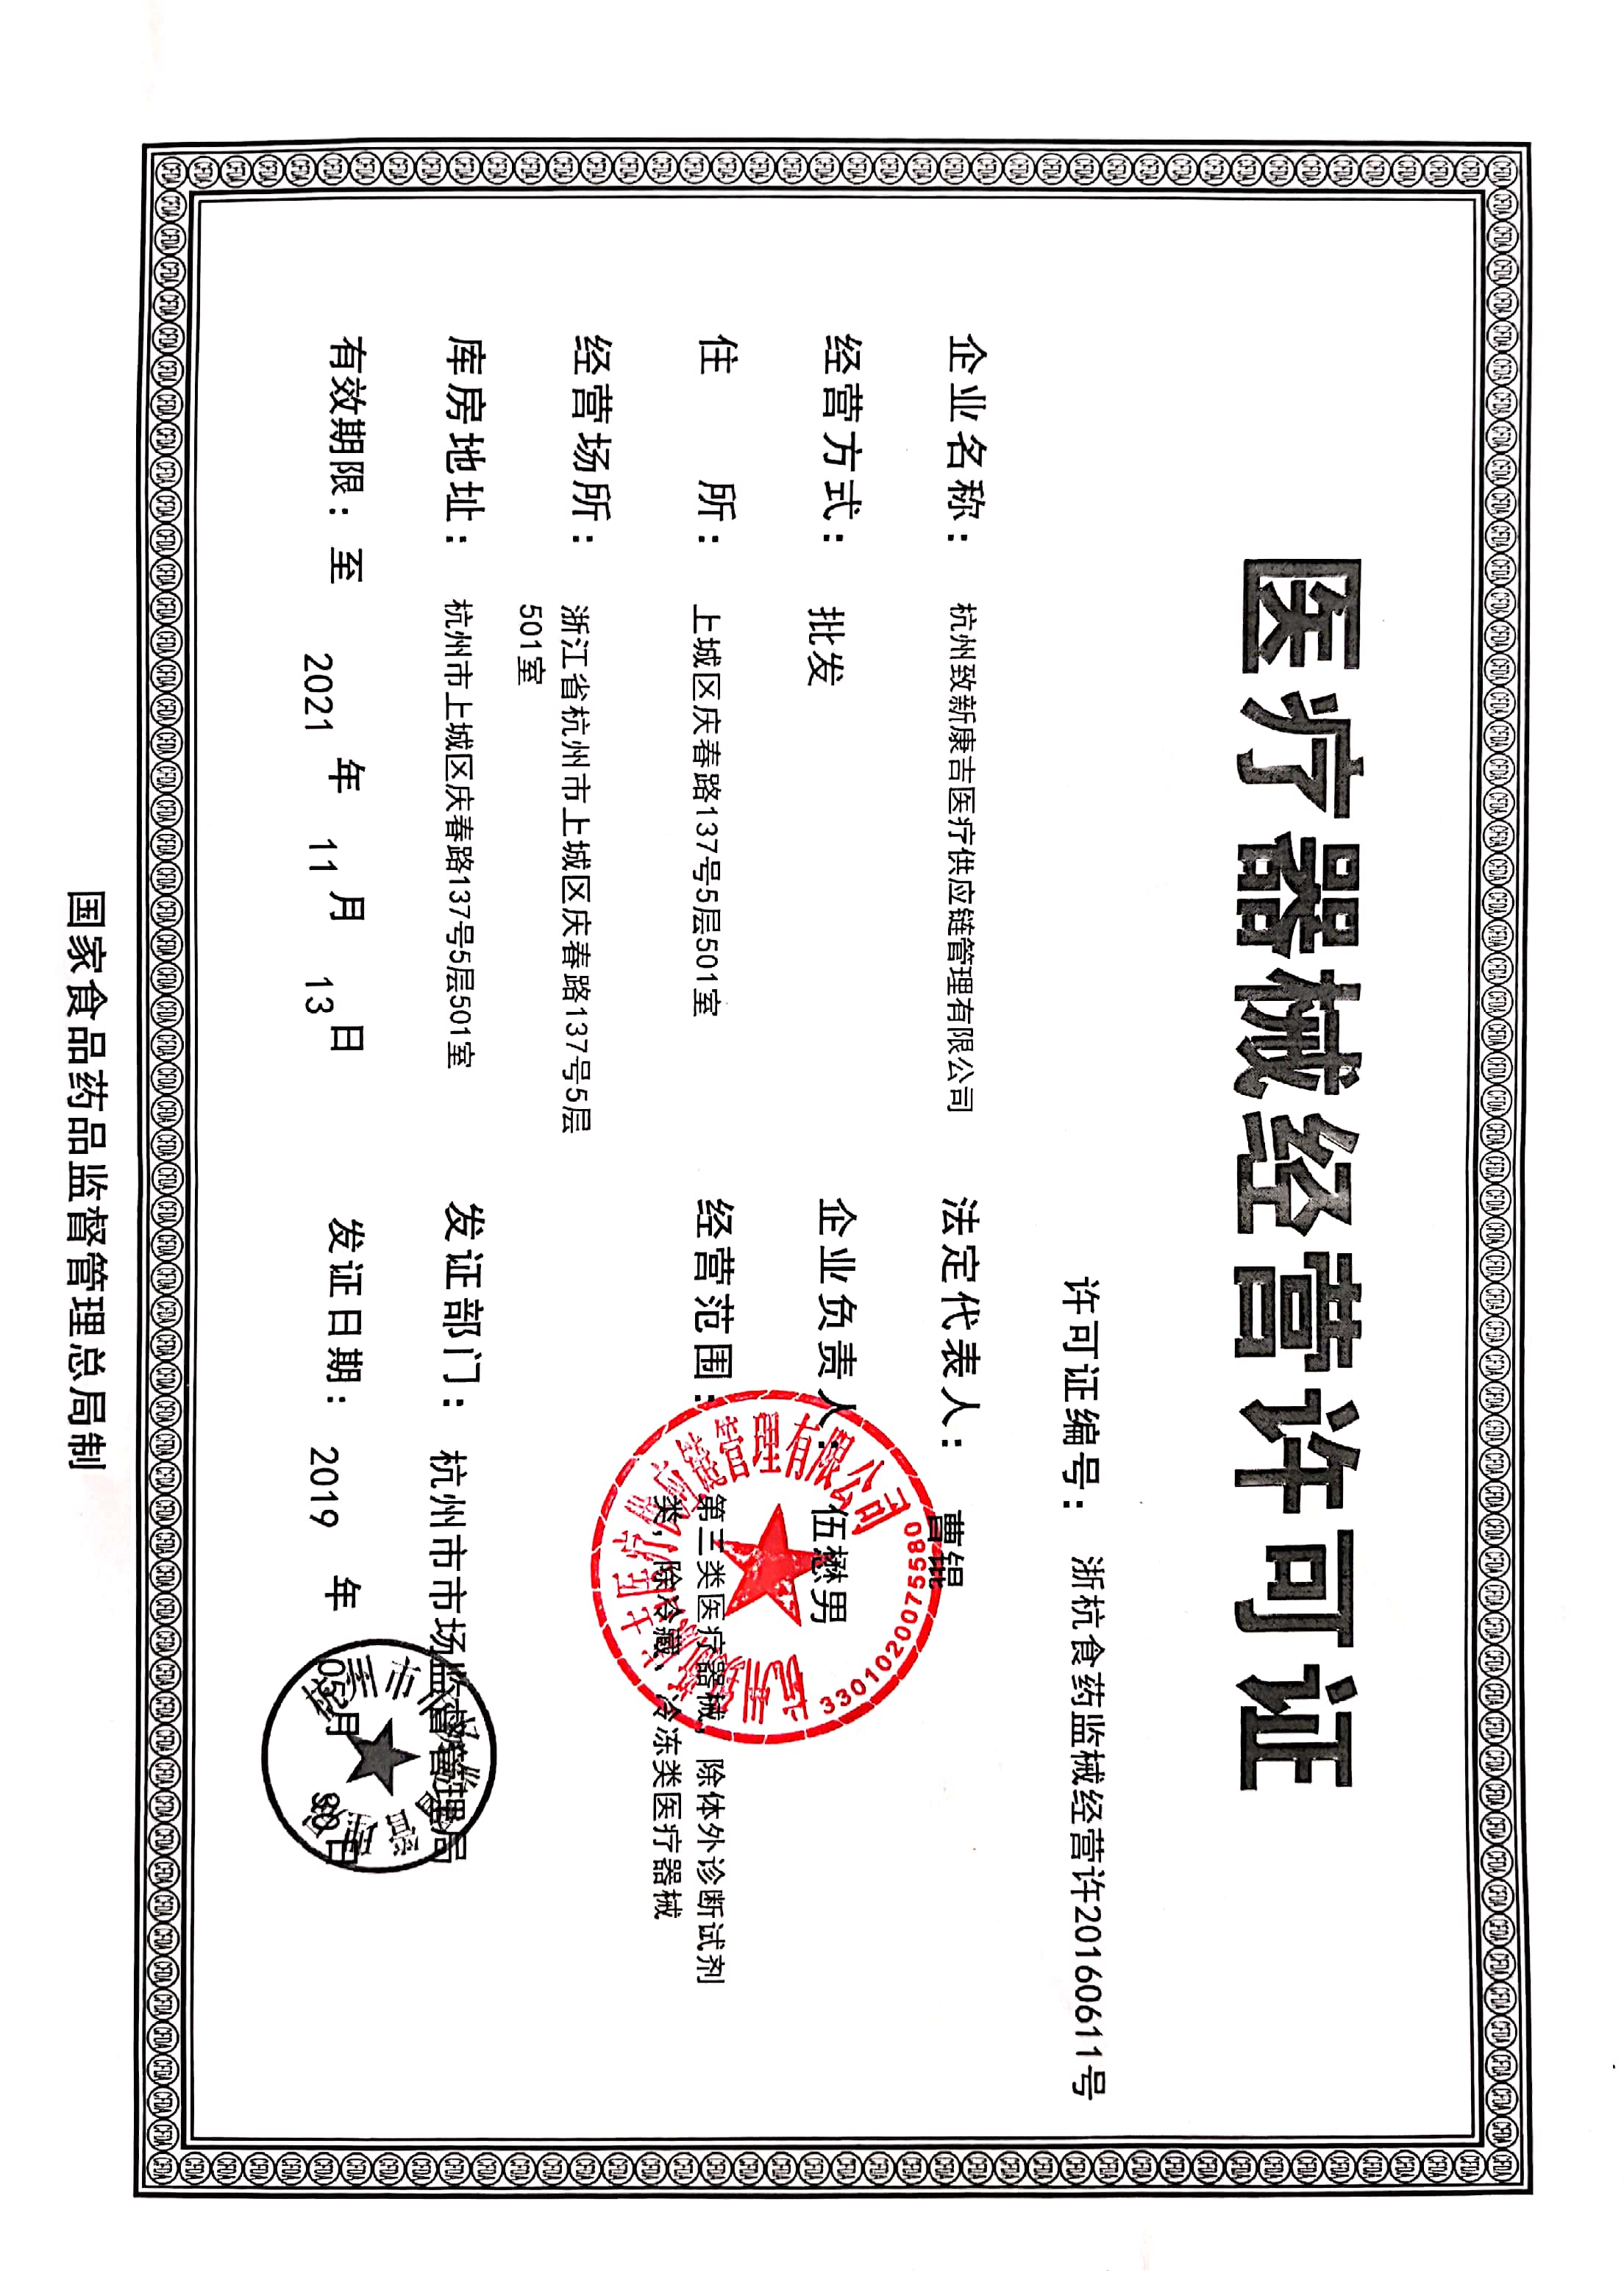 医疗器械经营许可证
许可证编号： 浙杭食药监械经营许20160611号
企业名称： 杭州致新康吉医疗供应链管理有限公司
法定代表人： 曹锟
经营方式： 批发
企业负责人： 伍懋男
住 所： 上城区庆春路137号5层501室
经营范围： 第三类医疗器械，除体外诊断试剂
类，除冷藏，冷冻类医疗器械
经营场所： 浙江省杭州市上城区庆春路137号5层
501室
库房地址： 杭州市上城区庆春路137号5层501室
发证部门： 杭州市市场监督管理局
有效期限：至 2021 年 11 月 13 日
发证日期： 2019 年 05 月 日
国家食品药品监督管理总局制
医疗供应链管理有限公司
3301020075580